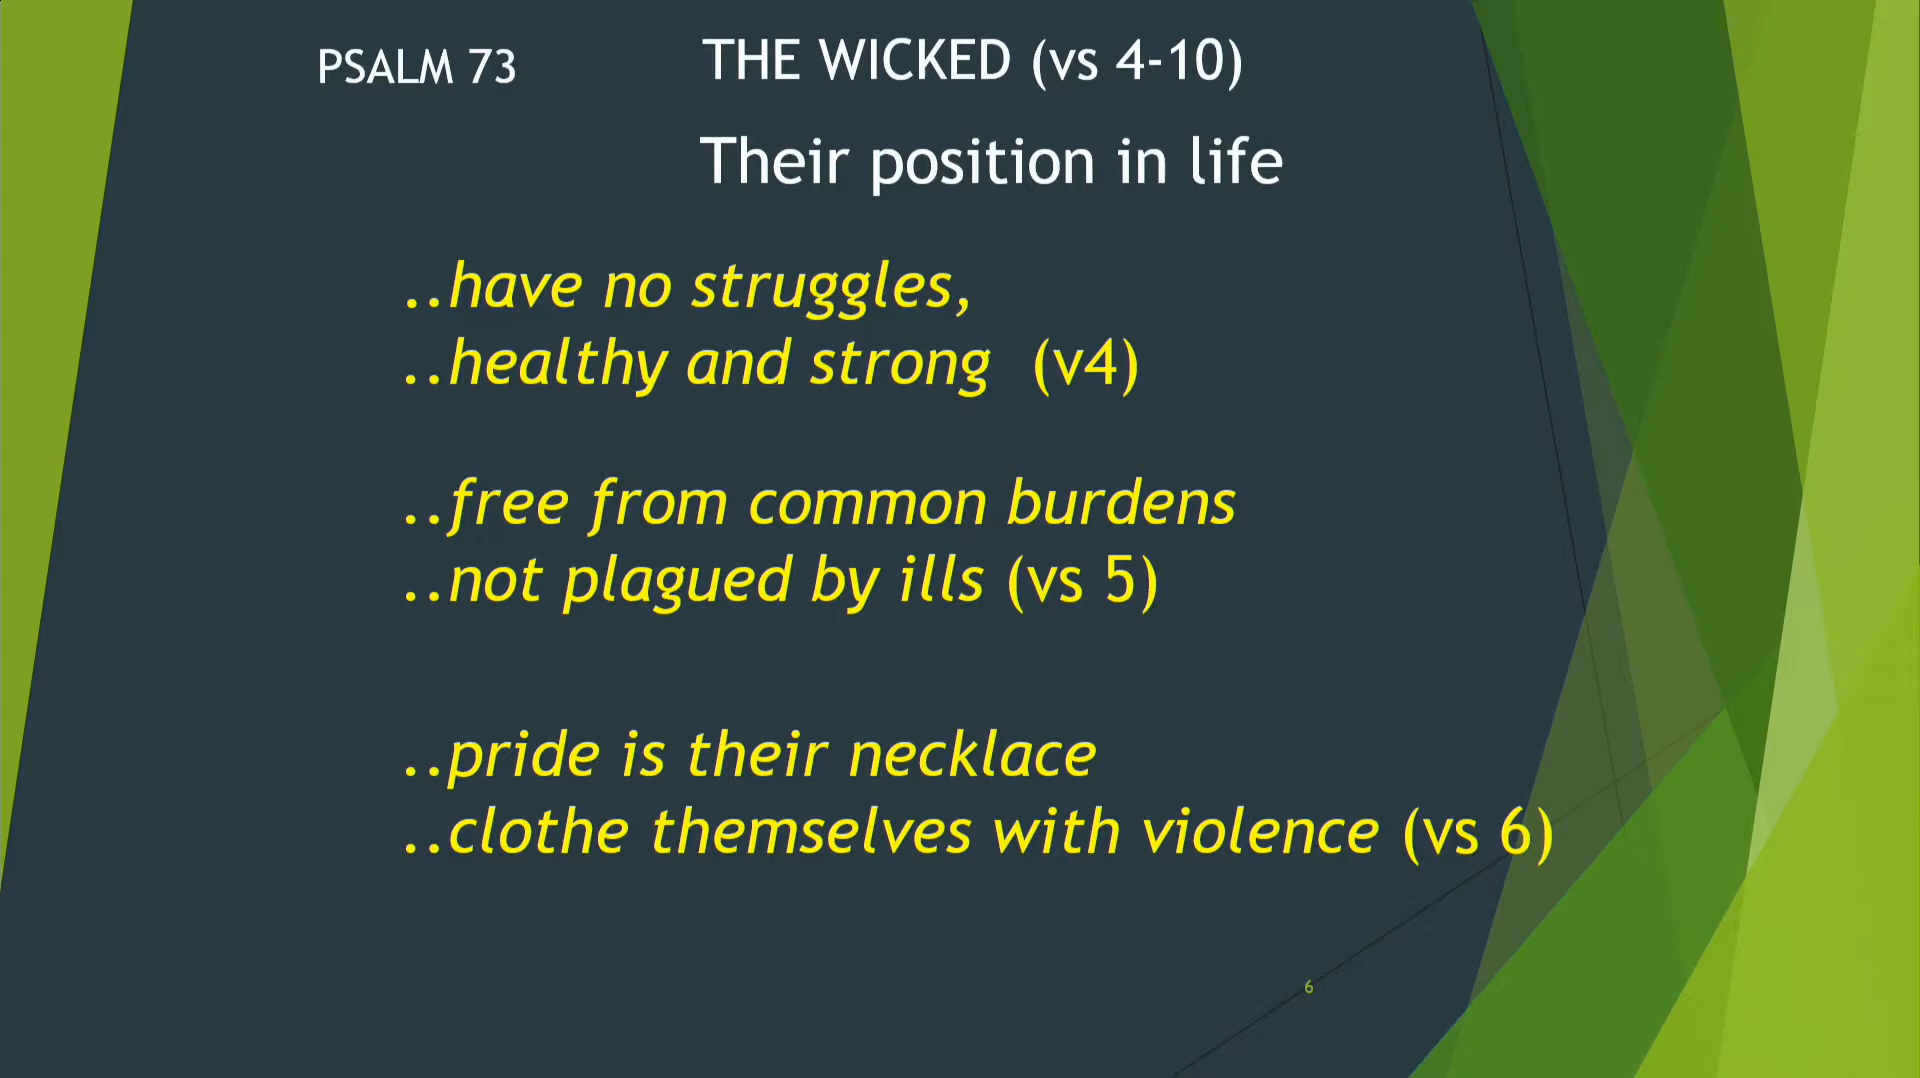 PSALM 73
THE WICKED (vs 4-10)
Their position in life
..have no struggles,
..healthy and strong (v4)
..free from common burdens
..not plagued by ills (vs 5)
..pride is their necklace
..clothe themselves with violence (vs 6)
6